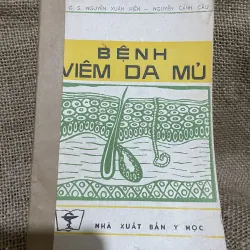 G. S. NGUYỄN XUÂN HIỀN – NGUYỄN CẢNH CẦU
BỆNH
VIÊM DA MỦ
NHÀ XUẤT BẢN Y HỌC